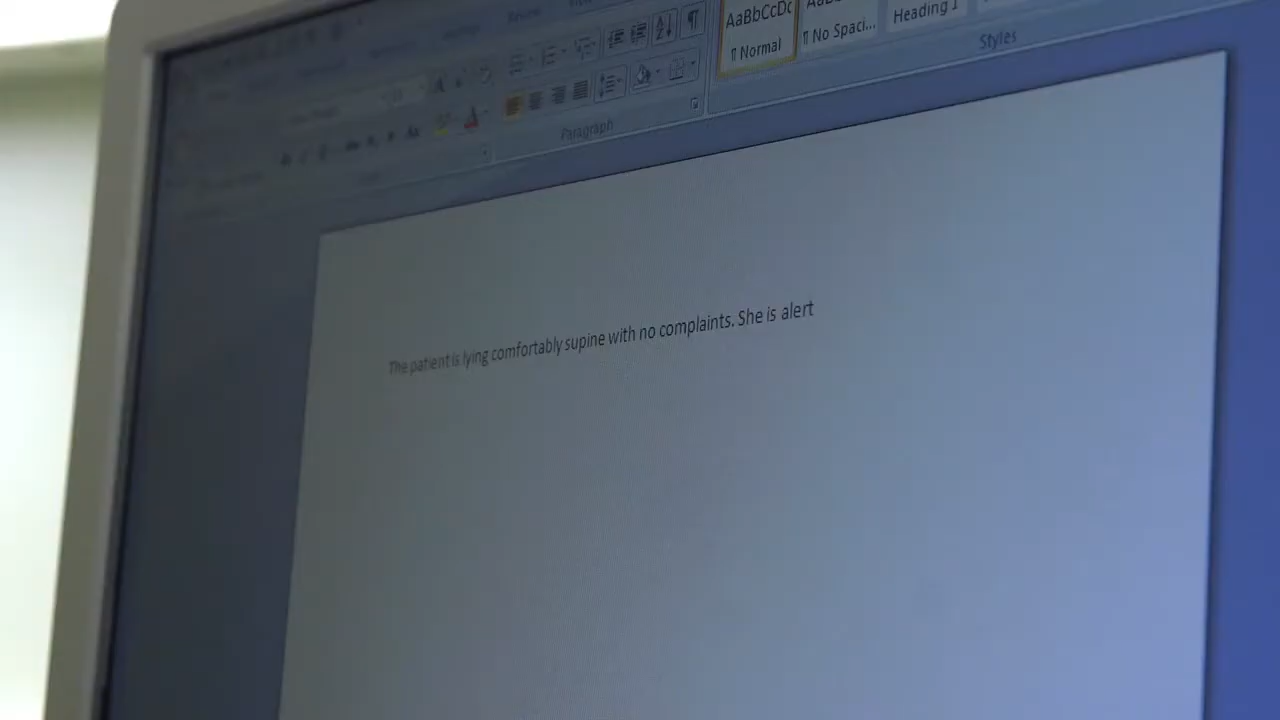 AaBbCcDc
¶ Normal
¶ No Spaci...
Heading 1
Paragraph
Styles
The patient is lying comfortably supine with no complaints. She is alert